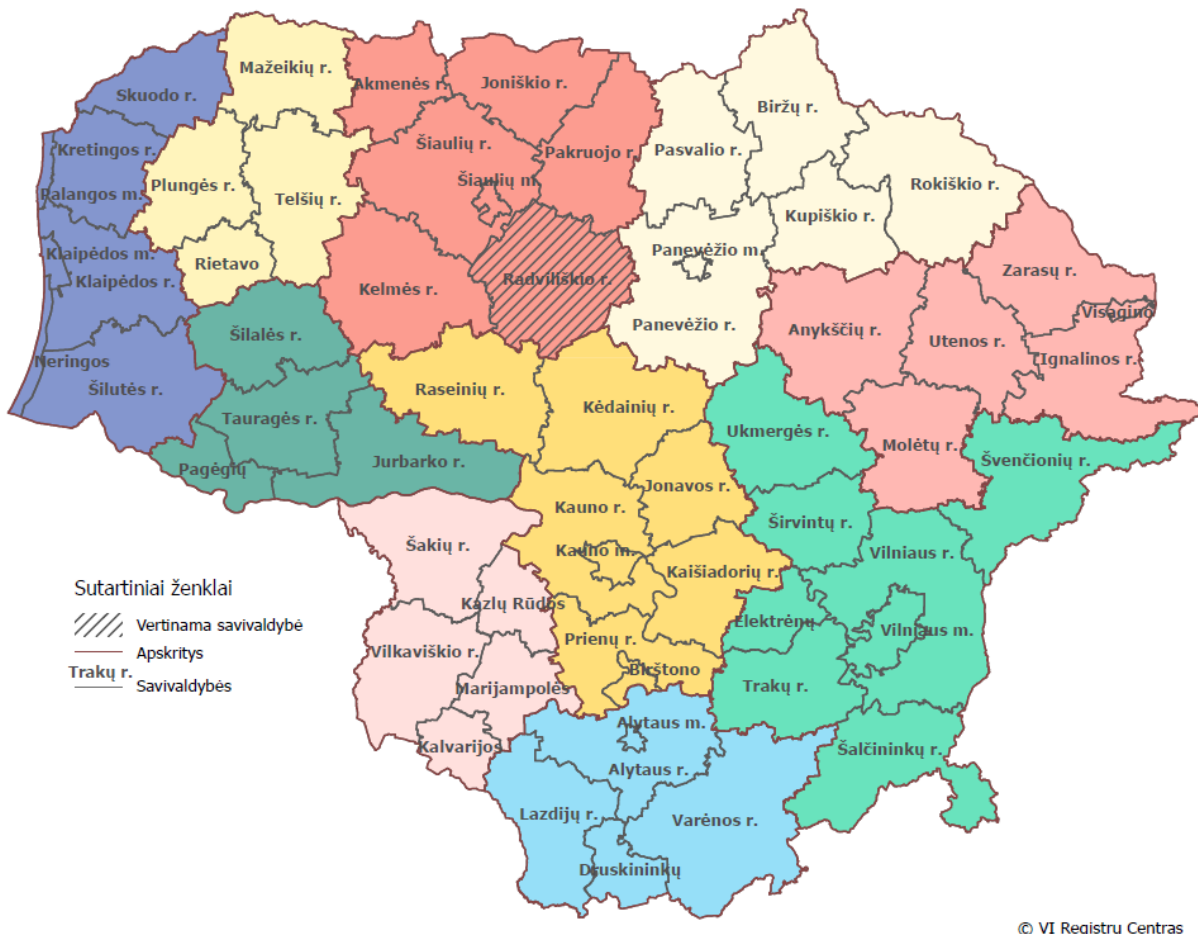 Mažeikių r.
Akmenės r.
Joniškio r.
Skuodo r.
Biržų r.
Kretingos r.
Šiaulių r.
Pakruojo r.
Pasvalio r.
Plungės r.
Šiaulių m.
Rokiškio r.
Palangos m.
Telšių r.
Kupiškio r.
Klaipėdos m.
Panevėžio m.
Rietavo
Radviliškio r.
Zarasų r.
Klaipėdos r.
Kelmės r.
Visagino
Panevėžio r.
Anykščių r.
Šilalės r.
Utenos r.
Ignalinos r.
Neringos
Šilutės r.
Raseinių r.
Kėdainių r.
Tauragės r.
Ukmergės r.
Molėtų r.
Pagėgių
Jurbarko r.
Švenčionių r.
Jonavos r.
Kauno r.
Širvintų r.
Šakių r.
Kauno m.
Vilniaus r.
Kaišiadorių r.
Kazlų Rūdos
Elektrėnų
Vilniaus m.
Prienų r.
Vilkaviškio r.
Birštono
Marijampolės
Trakų r.
Alytaus m.
Kalvarijos
Šalčininkų r.
Alytaus r.
Lazdijų r.
Varėnos r.
Druskininkų
Sutartiniai ženklai
Vertinama savivaldybė
Apskritys
Trakų r.
Savivaldybės
© VI Registrų Centras